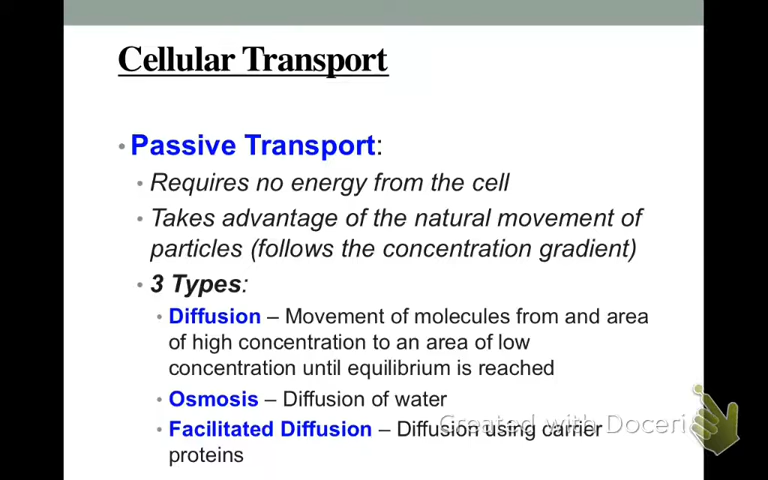 Cellular Transport
• Passive Transport:
• Requires no energy from the cell
• Takes advantage of the natural movement of
particles (follows the concentration gradient)
• 3 Types:
• Diffusion – Movement of molecules from and area
of high concentration to an area of low
concentration until equilibrium is reached
• Osmosis – Diffusion of water
• Facilitated Diffusion – Diffusion using carrier
proteins
Created with Doceri